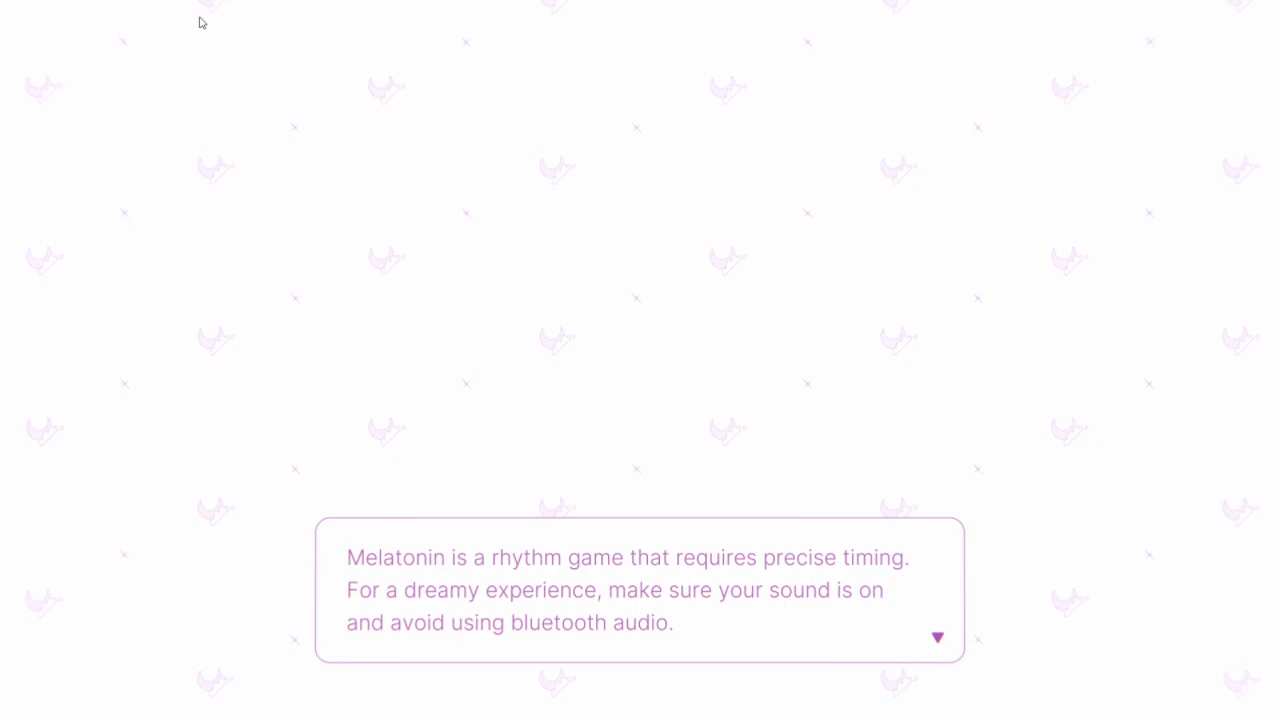 Melatonin is a rhythm game that requires precise timing.
For a dreamy experience, make sure your sound is on
and avoid using bluetooth audio.